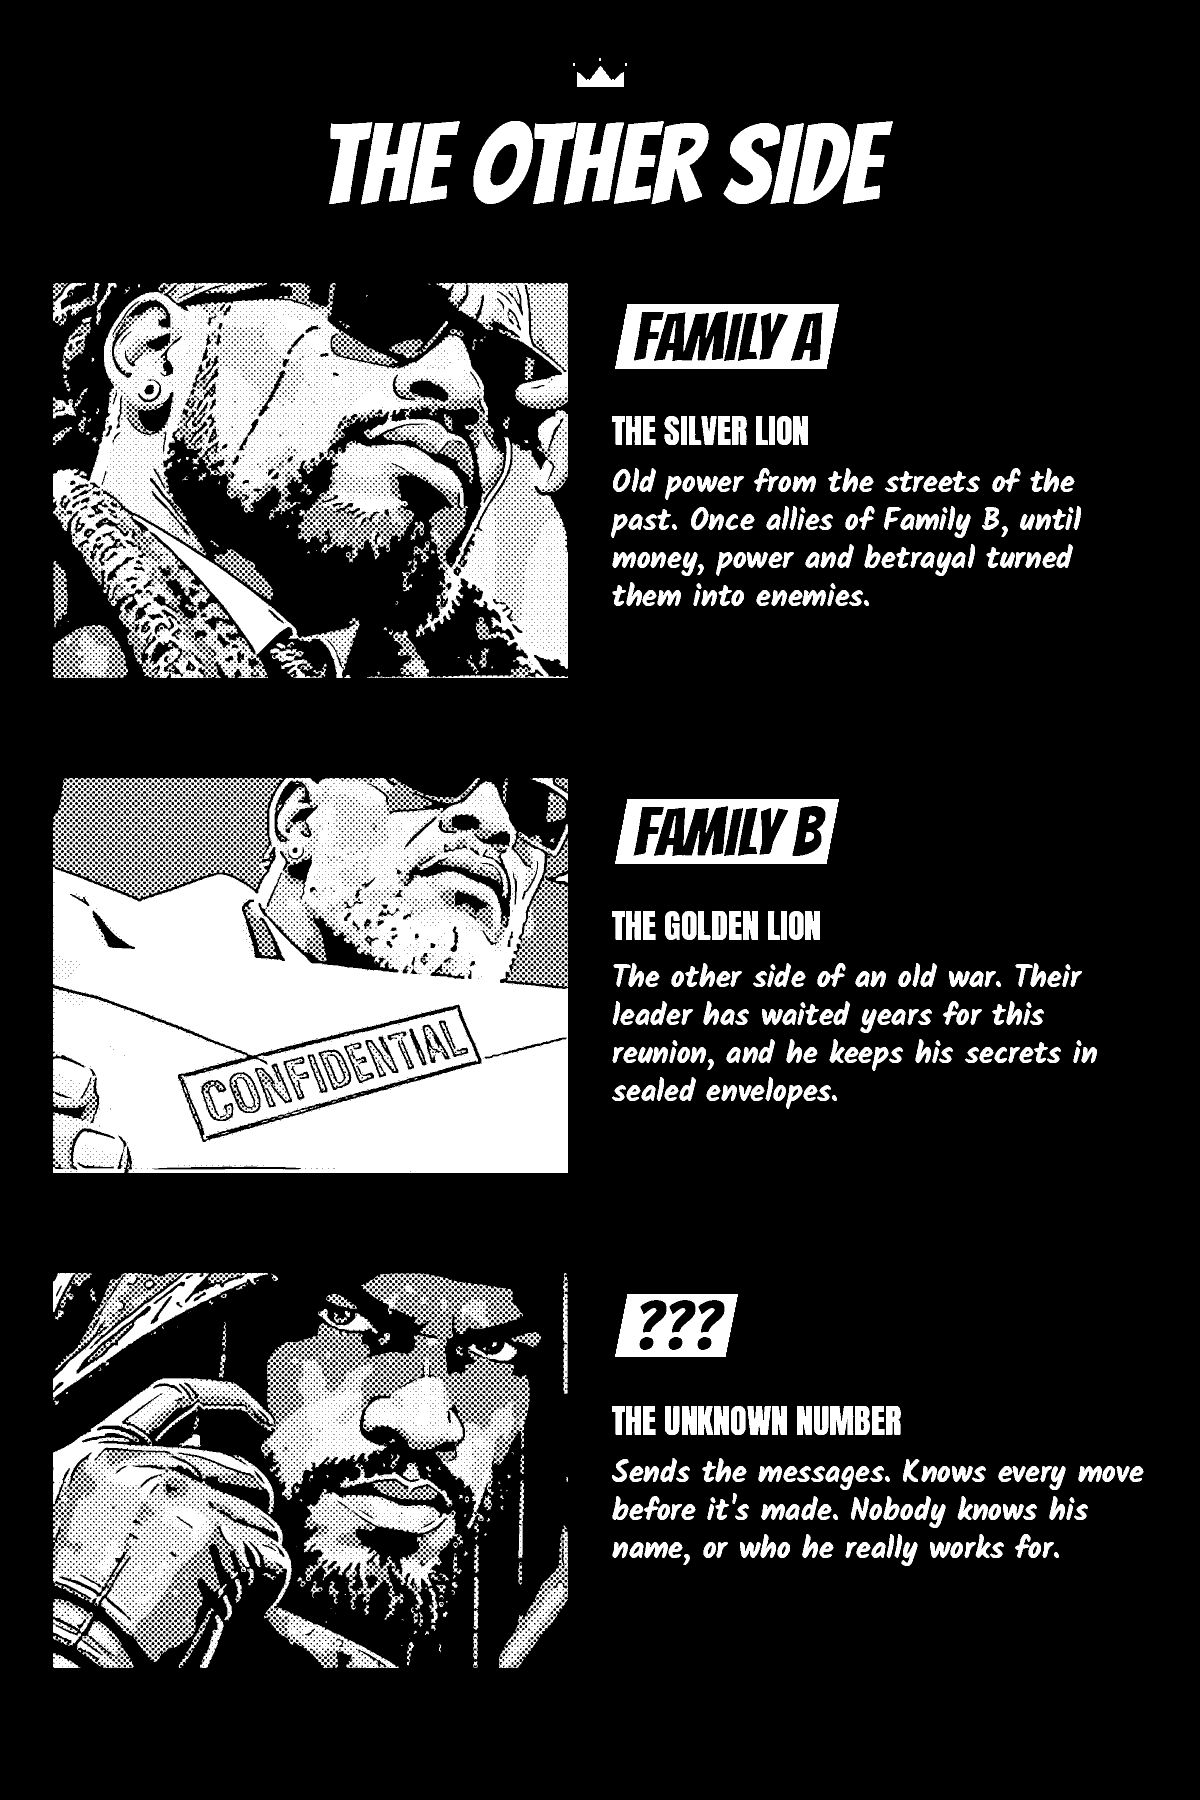 THE OTHER SIDE
FAMILY A
THE SILVER LION
Old power from the streets of the
past. Once allies of Family B, until
money, power and betrayal turned
them into enemies.
FAMILY B
THE GOLDEN LION
The other side of an old war. Their
leader has waited years for this
reunion, and he keeps his secrets in
sealed envelopes.
CONFIDENTIAL
???
THE UNKNOWN NUMBER
Sends the messages. Knows every move
before it's made. Nobody knows his
name, or who he really works for.